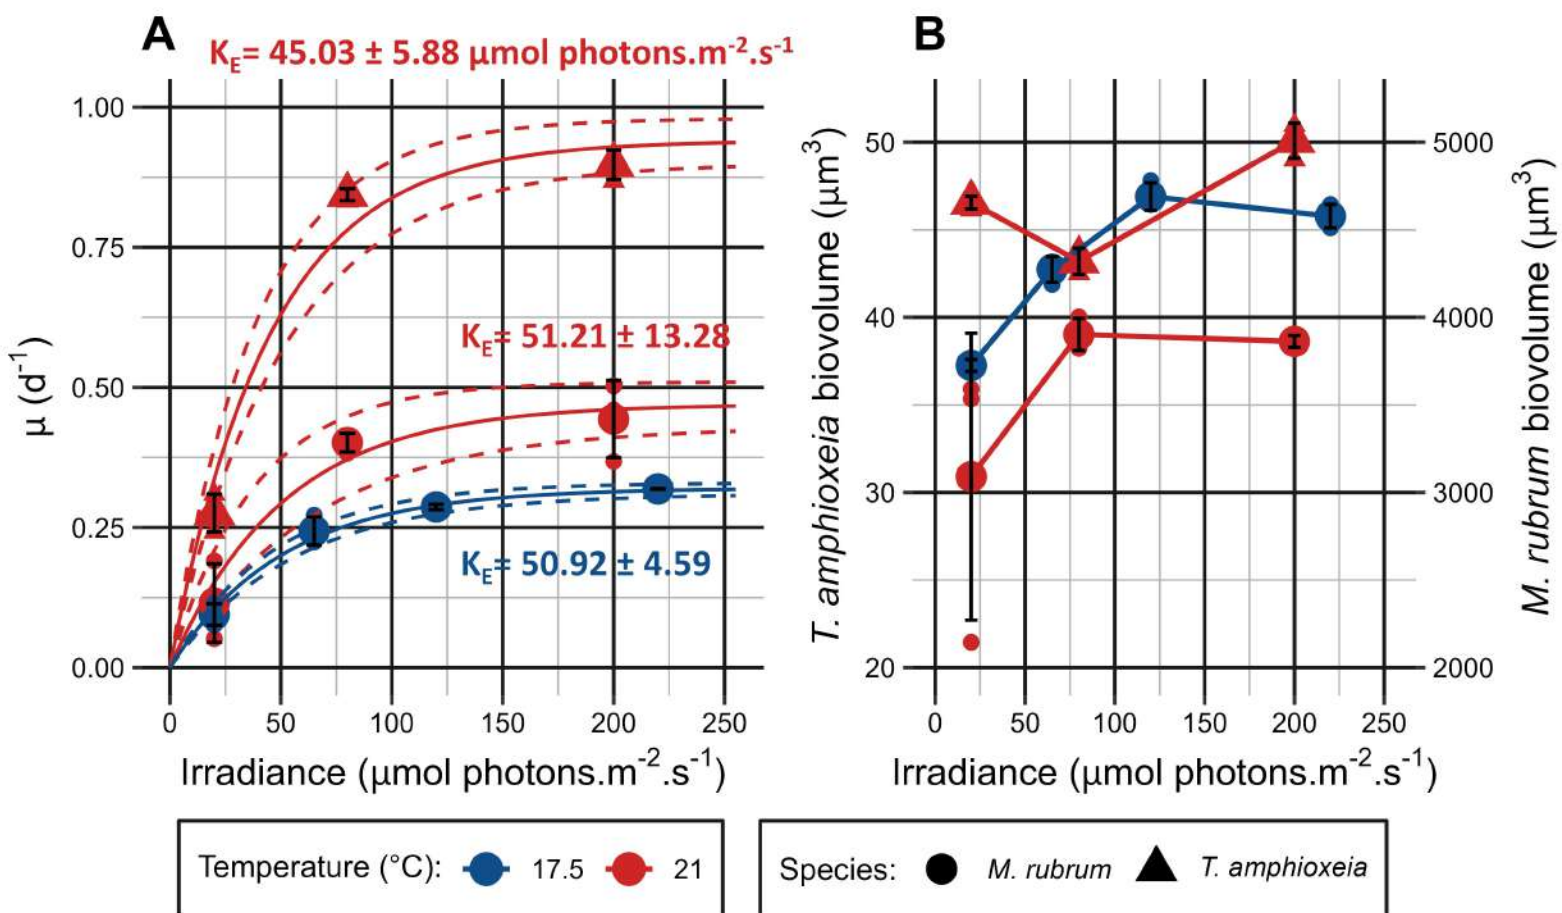 A
K_E= 45.03 ± 5.88 µmol photons.m⁻².s⁻¹
1.00
0.75
0.50
0.25
0.00
µ (d⁻¹)
K_E= 51.21 ± 13.28
K_E= 50.92 ± 4.59
0 50 100 150 200 250
Irradiance (µmol photons.m⁻².s⁻¹)
B
50
40
30
20
T. amphioxeia biovolume (µm³)
5000
4000
3000
2000
M. rubrum biovolume (µm³)
0 50 100 150 200 250
Irradiance (µmol photons.m⁻².s⁻¹)
Temperature (°C): 17.5 21
Species: M. rubrum T. amphioxeia